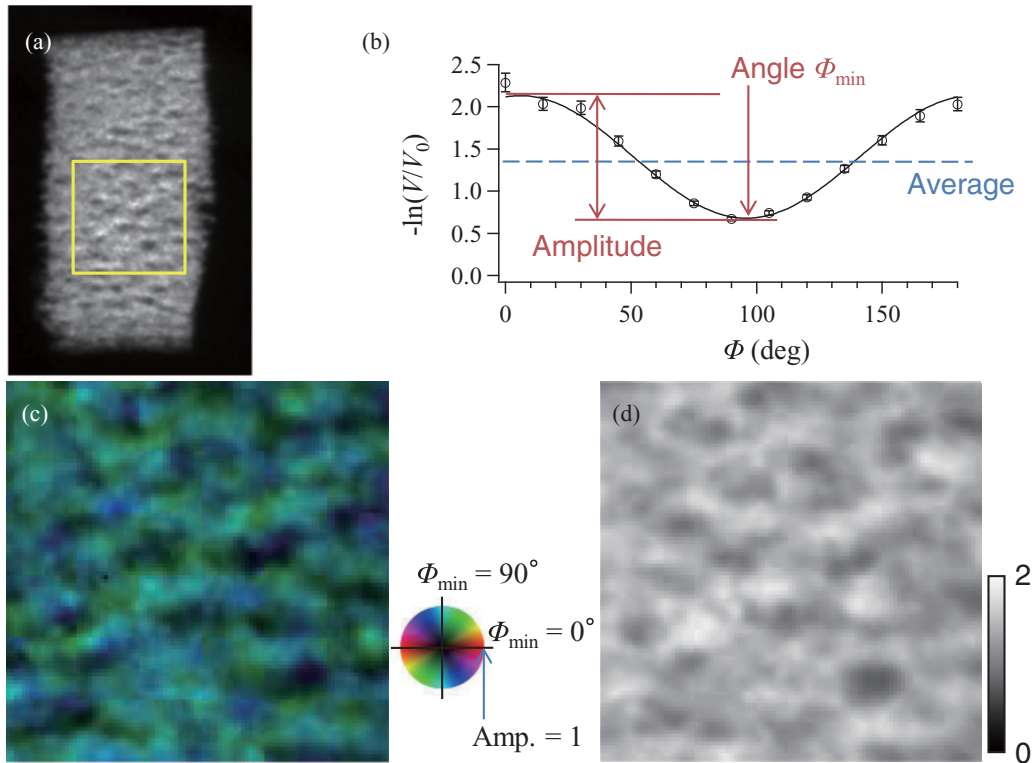 (a)
(b)
2.5
2.0
1.5
1.0
0.5
0.0
-ln(V/V₀)
Angle Φmin
Average
Amplitude
0
50
100
150
Φ (deg)
(c)
Φmin = 90°
Φmin = 0°
Amp. = 1
(d)
2
0